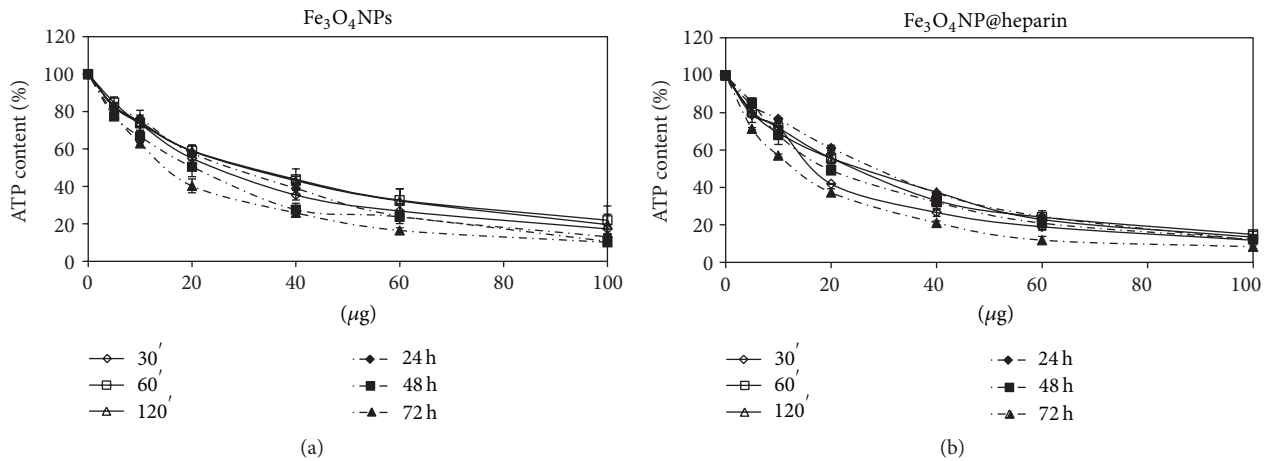 Fe₃O₄NPs
120
100
80
60
40
20
0
ATP content (%)
0 20 40 60 80 100
(µg)
30′
60′
120′
24 h
48 h
72 h
(a)
Fe₃O₄NP@heparin
120
100
80
60
40
20
0
ATP content (%)
0 20 40 60 80 100
(µg)
30′
60′
120′
24 h
48 h
72 h
(b)